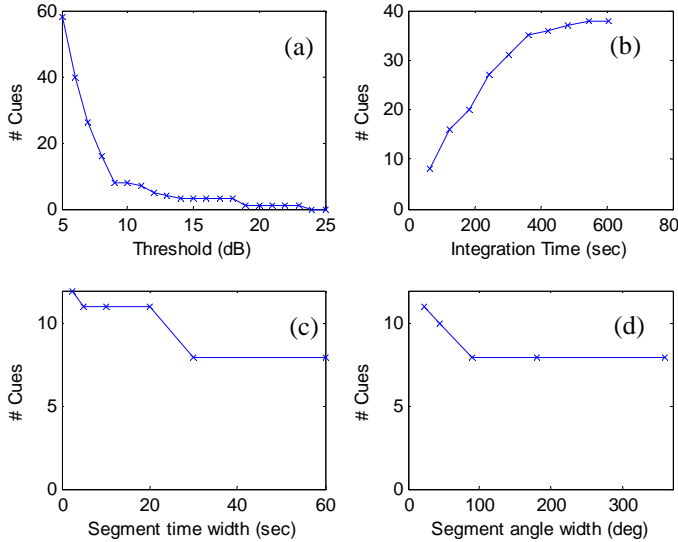 60
40
20
0
5
10
15
20
25
# Cues
Threshold (dB)
(a)
40
30
20
10
0
0
200
400
600
80
# Cues
Integration Time (sec)
(b)
10
5
0
0
20
40
60
# Cues
Segment time width (sec)
(c)
10
5
0
0
100
200
300
# Cues
Segment angle width (deg)
(d)